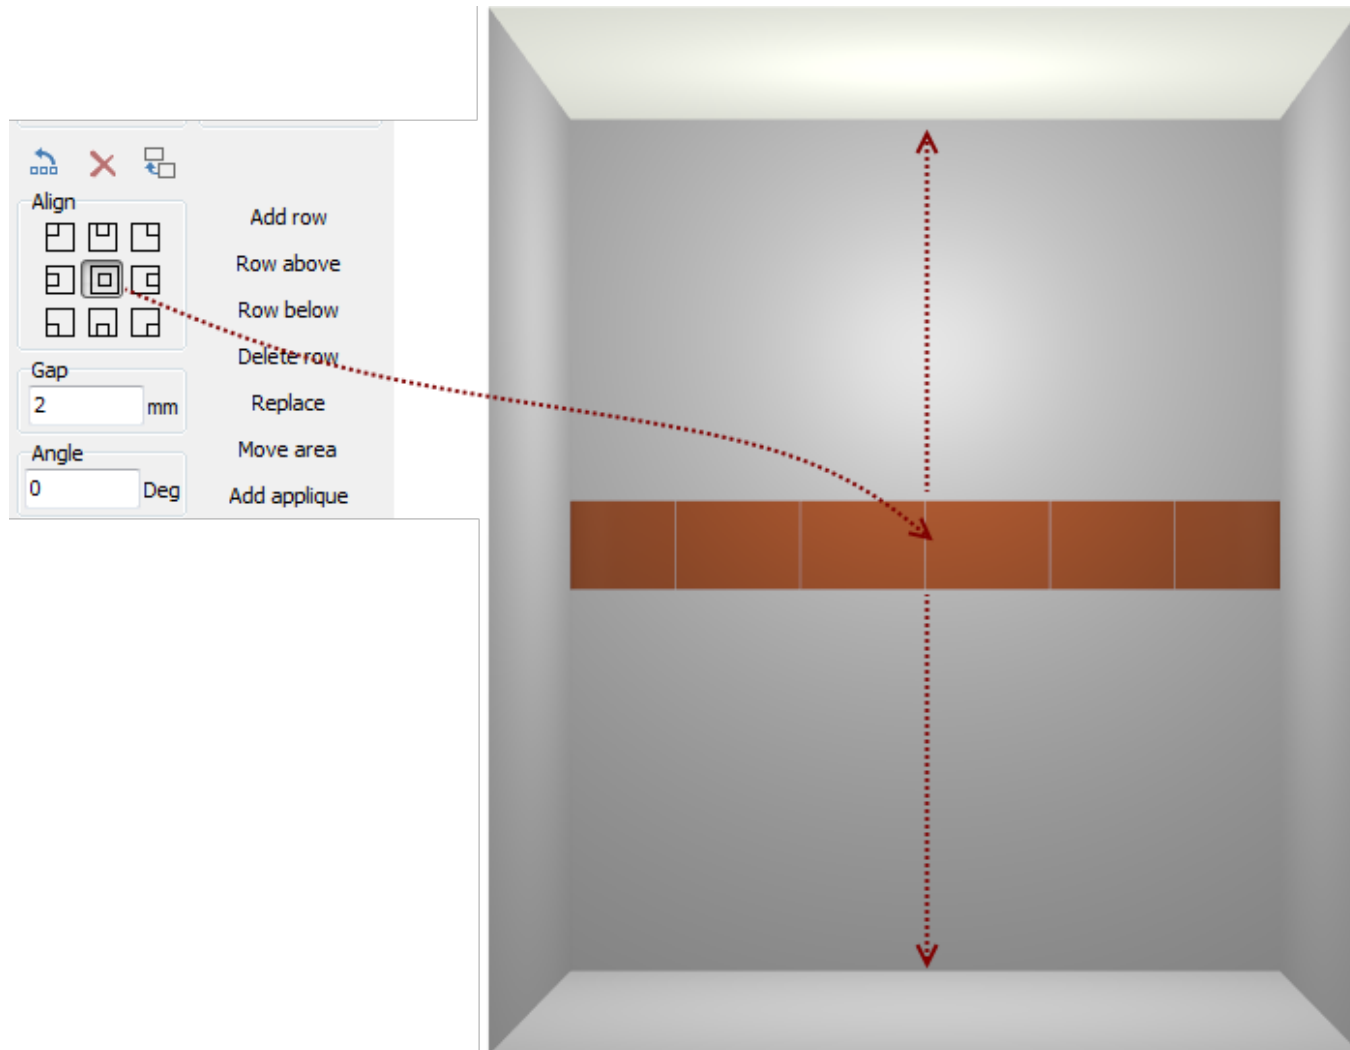 Align
Add row
Row above
Row below
Delete row
Gap
2 mm
Replace
Move area
Angle
0 Deg
Add applique